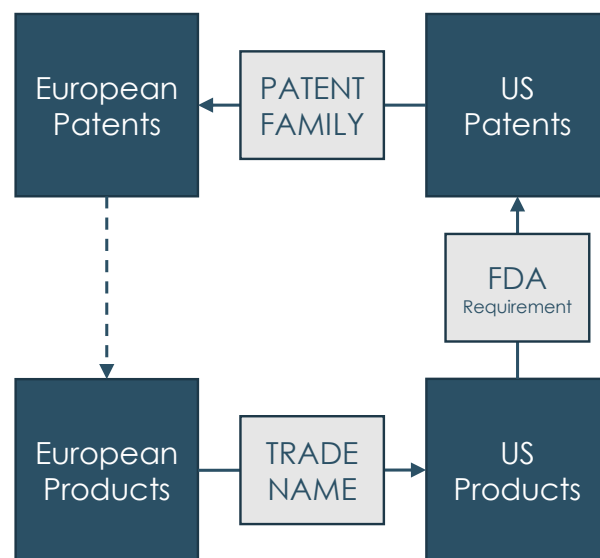 European
Patents
PATENT
FAMILY
US
Patents
FDA
Requirement
European
Products
TRADE
NAME
US
Products